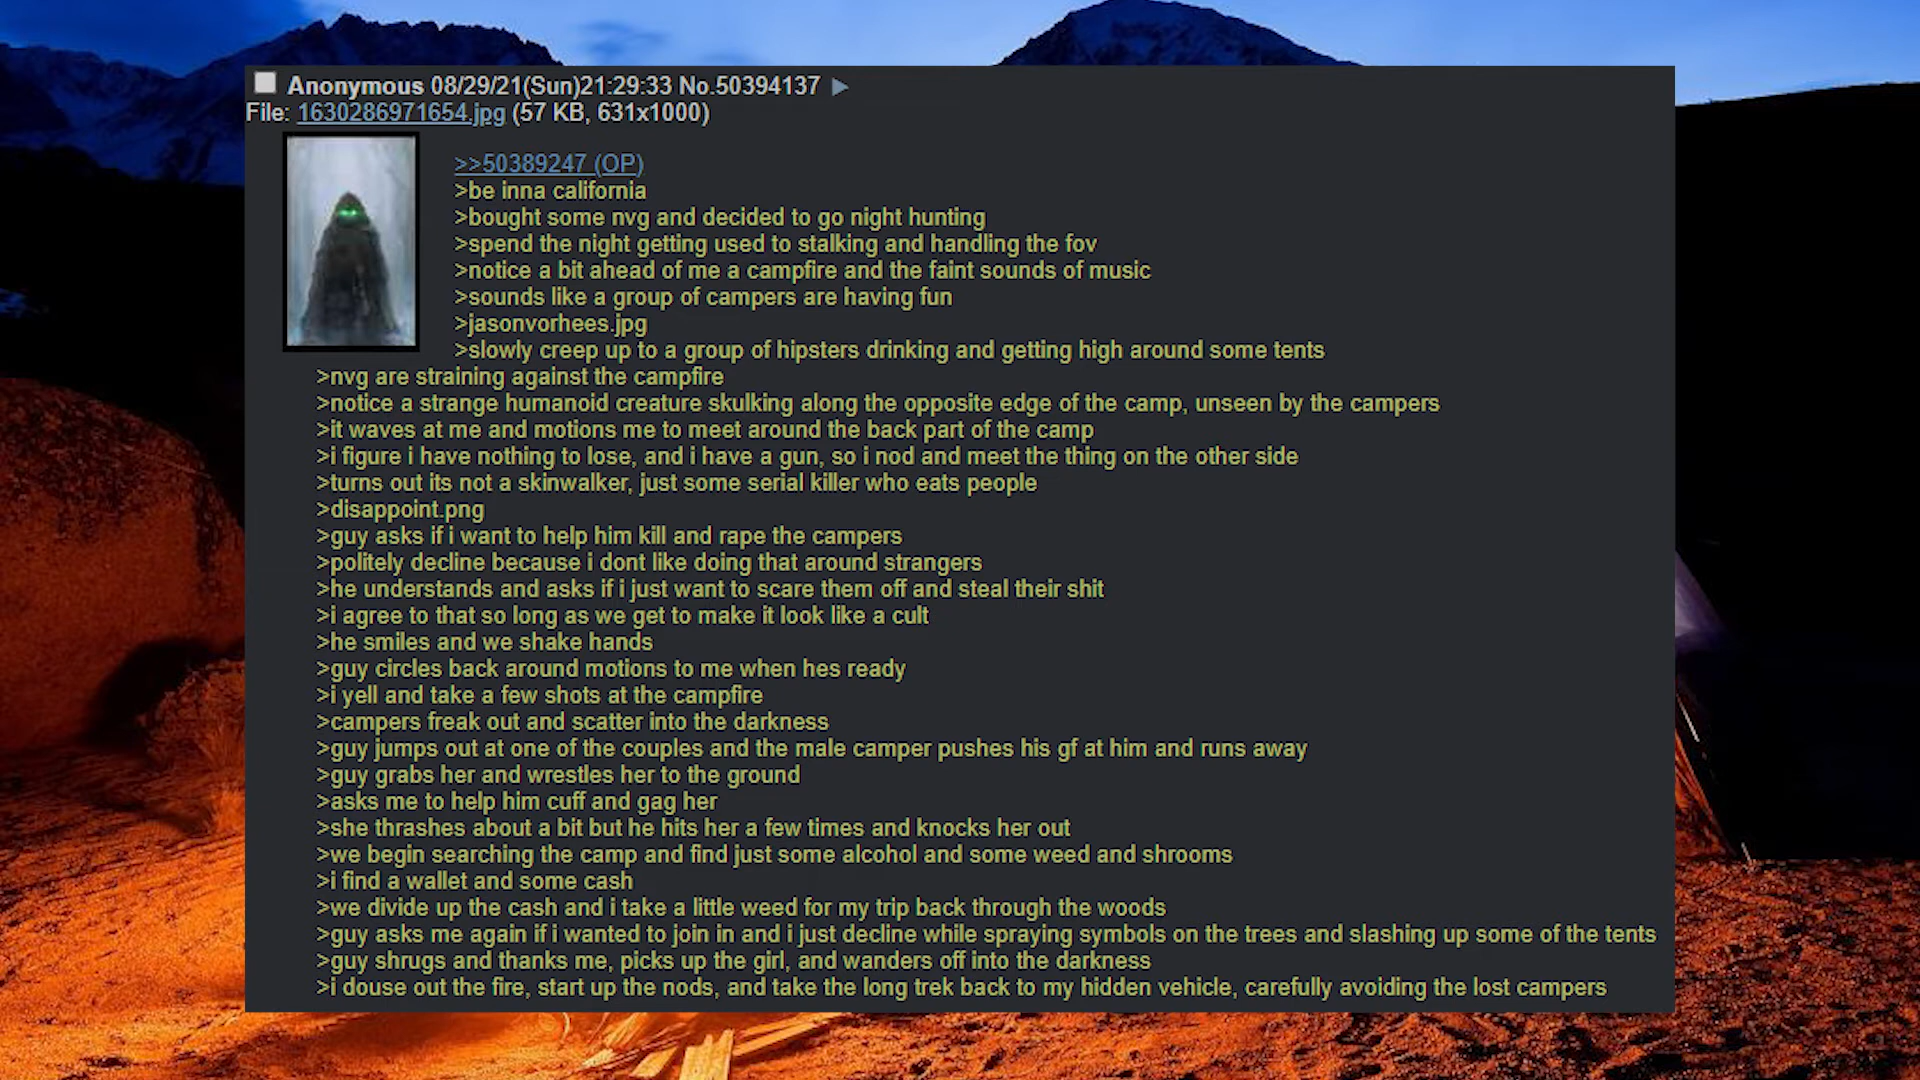 Anonymous 08/29/21(Sun)21:29:33 No.50394137 ▶
File: 1630286971654.jpg (57 KB, 631x1000)
>>50389247 (OP)
>be inna california
>bought some nvg and decided to go night hunting
>spend the night getting used to stalking and handling the fov
>notice a bit ahead of me a campfire and the faint sounds of music
>sounds like a group of campers are having fun
>jasonvorhees.jpg
>slowly creep up to a group of hipsters drinking and getting high around some tents
>nvg are straining against the campfire
>notice a strange humanoid creature skulking along the opposite edge of the camp, unseen by the campers
>it waves at me and motions me to meet around the back part of the camp
>i figure i have nothing to lose, and i have a gun, so i nod and meet the thing on the other side
>turns out its not a skinwalker, just some serial killer who eats people
>disappoint.png
>guy asks if i want to help him kill and rape the campers
>politely decline because i dont like doing that around strangers
>he understands and asks if i just want to scare them off and steal their shit
>i agree to that so long as we get to make it look like a cult
>he smiles and we shake hands
>guy circles back around motions to me when hes ready
>i yell and take a few shots at the campfire
>campers freak out and scatter into the darkness
>guy jumps out at one of the couples and the male camper pushes his gf at him and runs away
>guy grabs her and wrestles her to the ground
>asks me to help him cuff and gag her
>she thrashes about a bit but he hits her a few times and knocks her out
>we begin searching the camp and find just some alcohol and some weed and shrooms
>i find a wallet and some cash
>we divide up the cash and i take a little weed for my trip back through the woods
>guy asks me again if i wanted to join in and i just decline while spraying symbols on the trees and slashing up some of the tents
>guy shrugs and thanks me, picks up the girl, and wanders off into the darkness
>i douse out the fire, start up the nods, and take the long trek back to my hidden vehicle, carefully avoiding the lost campers